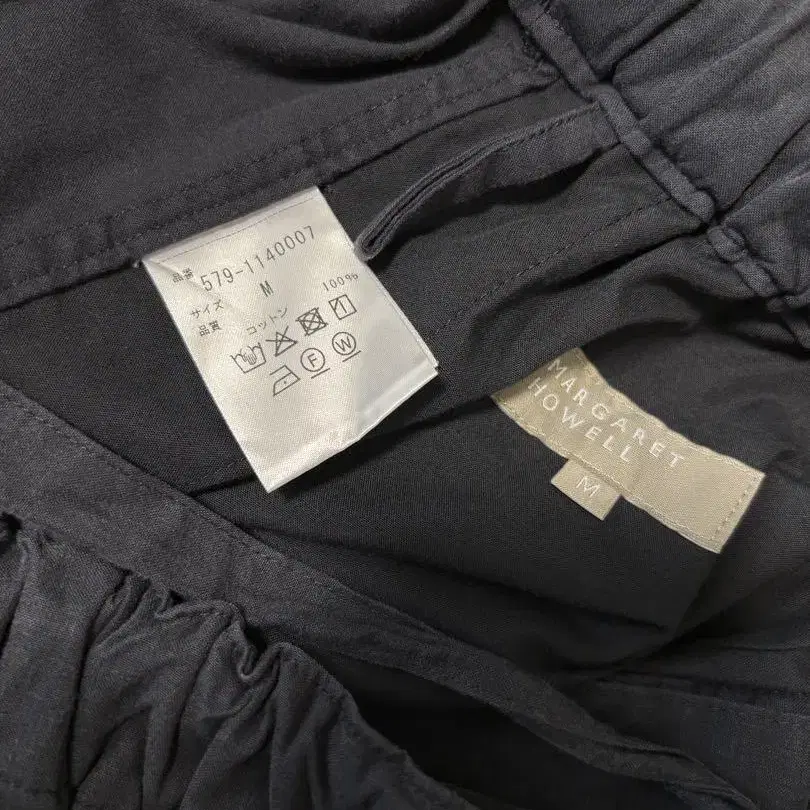 品番 579-1140007
サイズ M
品質 コットン 100%
F W
MARGARET
HOWELL
M